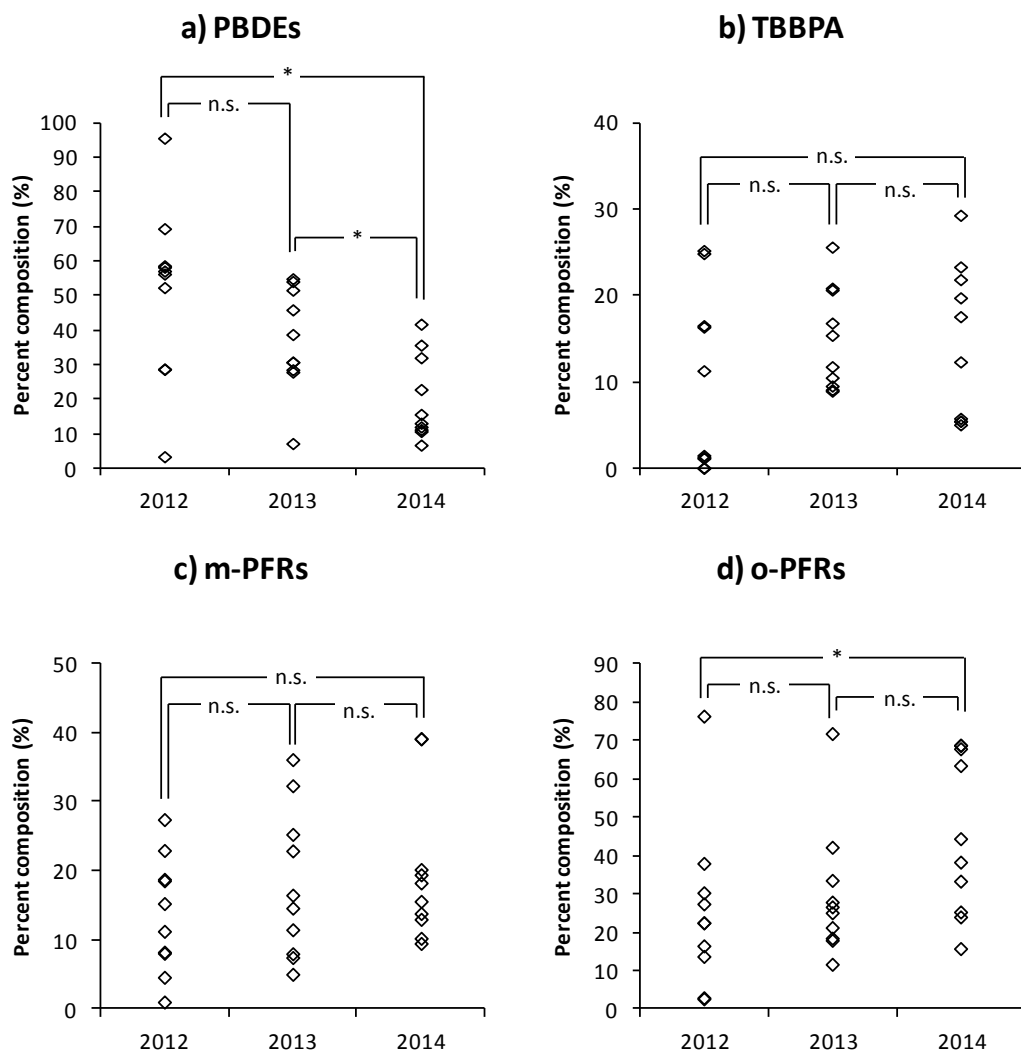 a) PBDEs
*
n.s.
*
Percent composition (%)
100
90
80
70
60
50
40
30
20
10
0
2012 2013 2014
b) TBBPA
n.s.
n.s. n.s.
Percent composition (%)
40
30
20
10
0
2012 2013 2014
c) m-PFRs
n.s.
n.s. n.s.
Percent composition (%)
50
40
30
20
10
0
2012 2013 2014
d) o-PFRs
*
n.s. n.s.
Percent composition (%)
90
80
70
60
50
40
30
20
10
0
2012 2013 2014